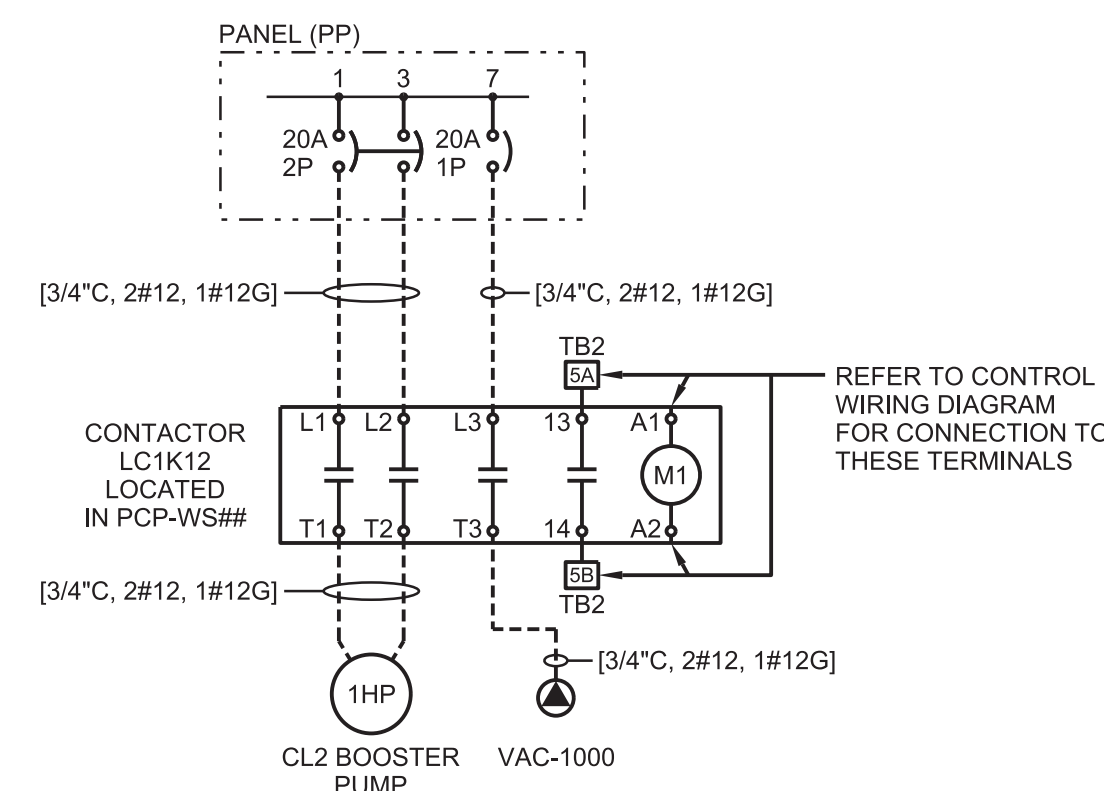 PANEL (PP)
1 3 7
20A
2P
20A
1P
[3/4"C, 2#12, 1#12G]
[3/4"C, 2#12, 1#12G]
TB2
5A
REFER TO CONTROL
WIRING DIAGRAM
FOR CONNECTION TO
THESE TERMINALS
CONTACTOR
LC1K12
LOCATED
IN PCP-WS##
L1 L2 L3 13 A1
M1
T1 T2 T3 14 A2
5B
TB2
[3/4"C, 2#12, 1#12G]
[3/4"C, 2#12, 1#12G]
1HP
CL2 BOOSTER
PUMP
VAC-1000